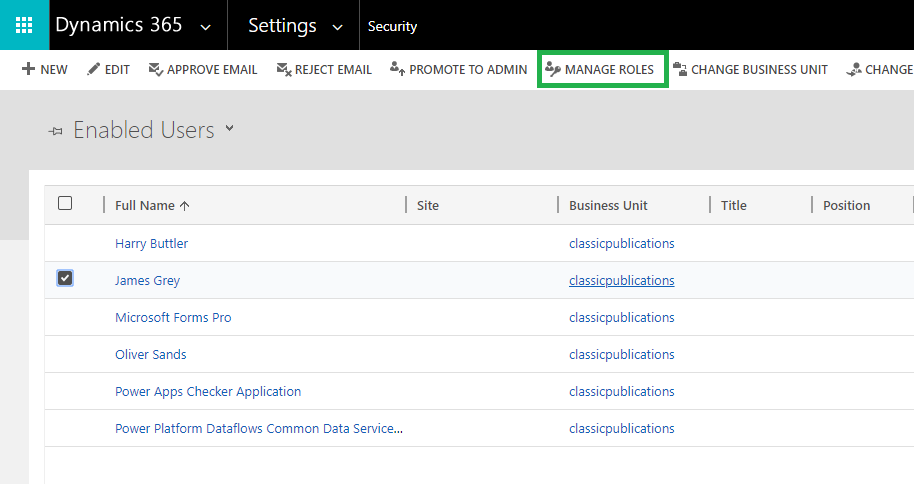 Dynamics 365 Settings Security
NEW EDIT APPROVE EMAIL REJECT EMAIL PROMOTE TO ADMIN MANAGE ROLES CHANGE BUSINESS UNIT CHANGE
Enabled Users
Full Name Site Business Unit Title Position
Harry Buttler classicpublications
James Grey classicpublications
Microsoft Forms Pro classicpublications
Oliver Sands classicpublications
Power Apps Checker Application classicpublications
Power Platform Dataflows Common Data Service... classicpublications